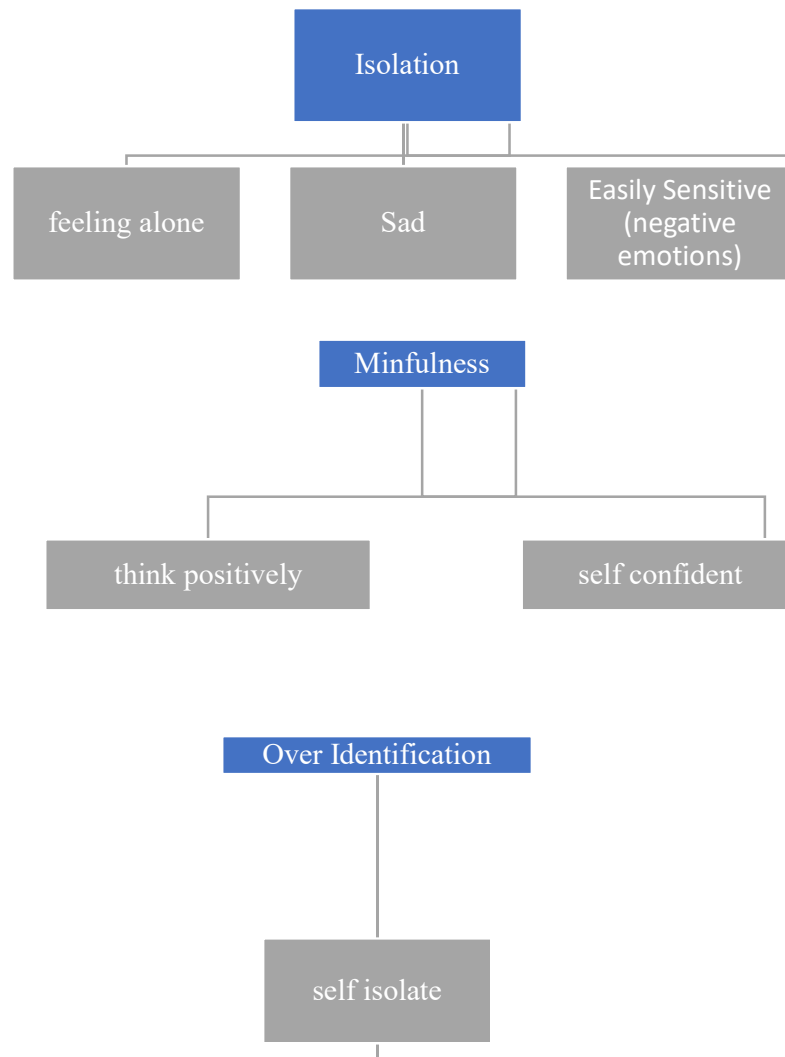 Isolation
feeling alone
Sad
Easily Sensitive
(negative
emotions)
Minfulness
think positively
self confident
Over Identification
self isolate